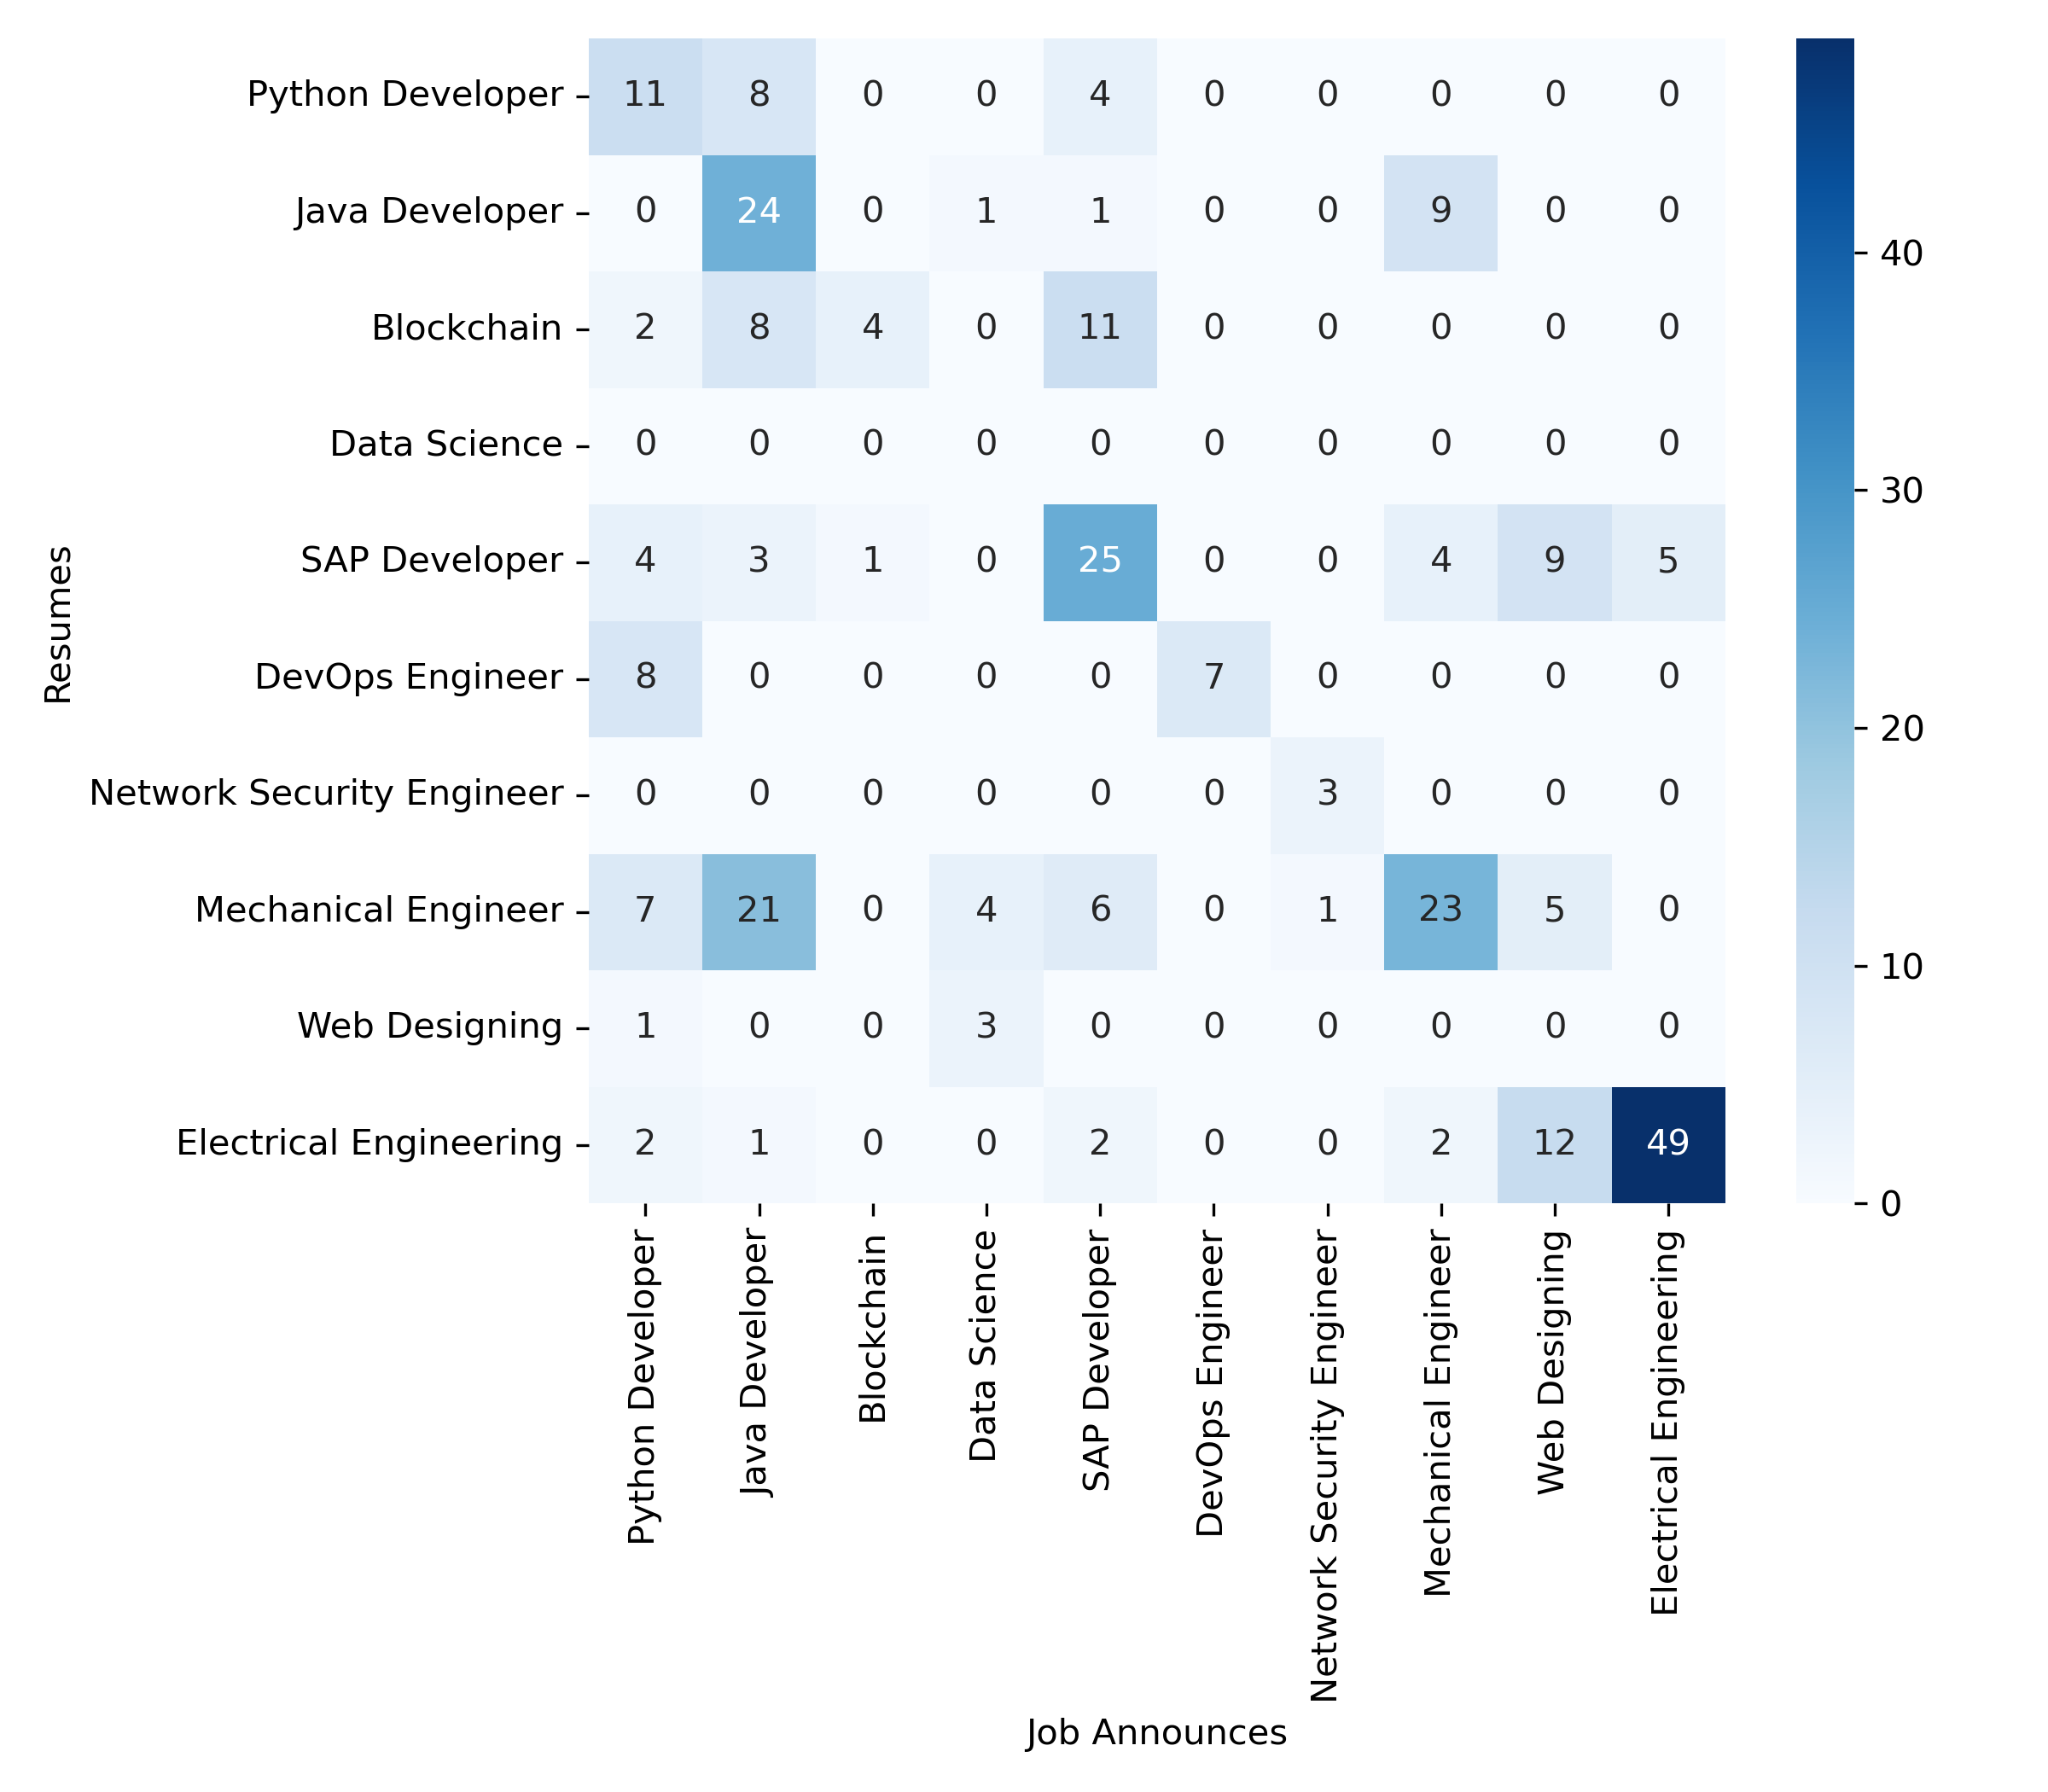 Python Developer 11 8 0 0 4 0 0 0 0 0
Java Developer 0 24 0 1 1 0 0 9 0 0
40
Blockchain 2 8 4 0 11 0 0 0 0 0
Data Science 0 0 0 0 0 0 0 0 0 0
30
SAP Developer 4 3 1 0 25 0 0 4 9 5
Resumes
DevOps Engineer 8 0 0 0 0 7 0 0 0 0
20
Network Security Engineer 0 0 0 0 0 0 3 0 0 0
Mechanical Engineer 7 21 0 4 6 0 1 23 5 0
10
Web Designing 1 0 0 3 0 0 0 0 0 0
Electrical Engineering 2 1 0 0 2 0 0 2 12 49
0
Python Developer
Java Developer
Blockchain
Data Science
SAP Developer
DevOps Engineer
Network Security Engineer
Mechanical Engineer
Web Designing
Electrical Engineering
Job Announces